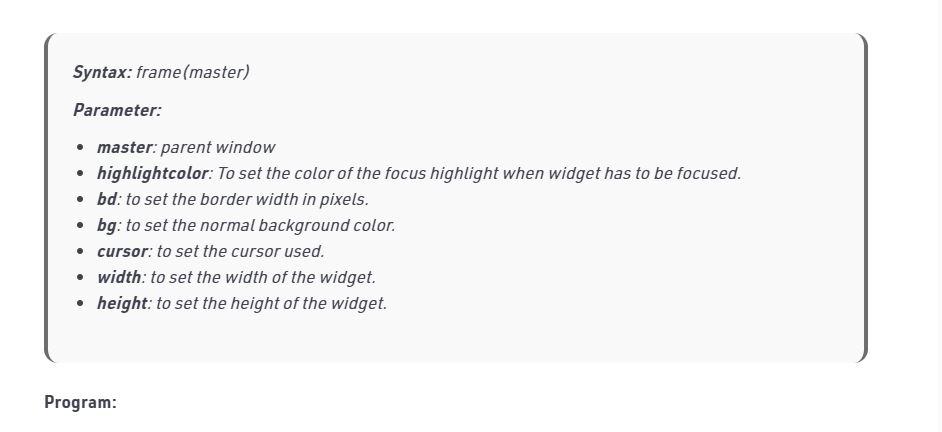 Syntax: frame(master)
Parameter:
• master: parent window
• highlightcolor: To set the color of the focus highlight when widget has to be focused.
• bd: to set the border width in pixels.
• bg: to set the normal background color.
• cursor: to set the cursor used.
• width: to set the width of the widget.
• height: to set the height of the widget.
Program: